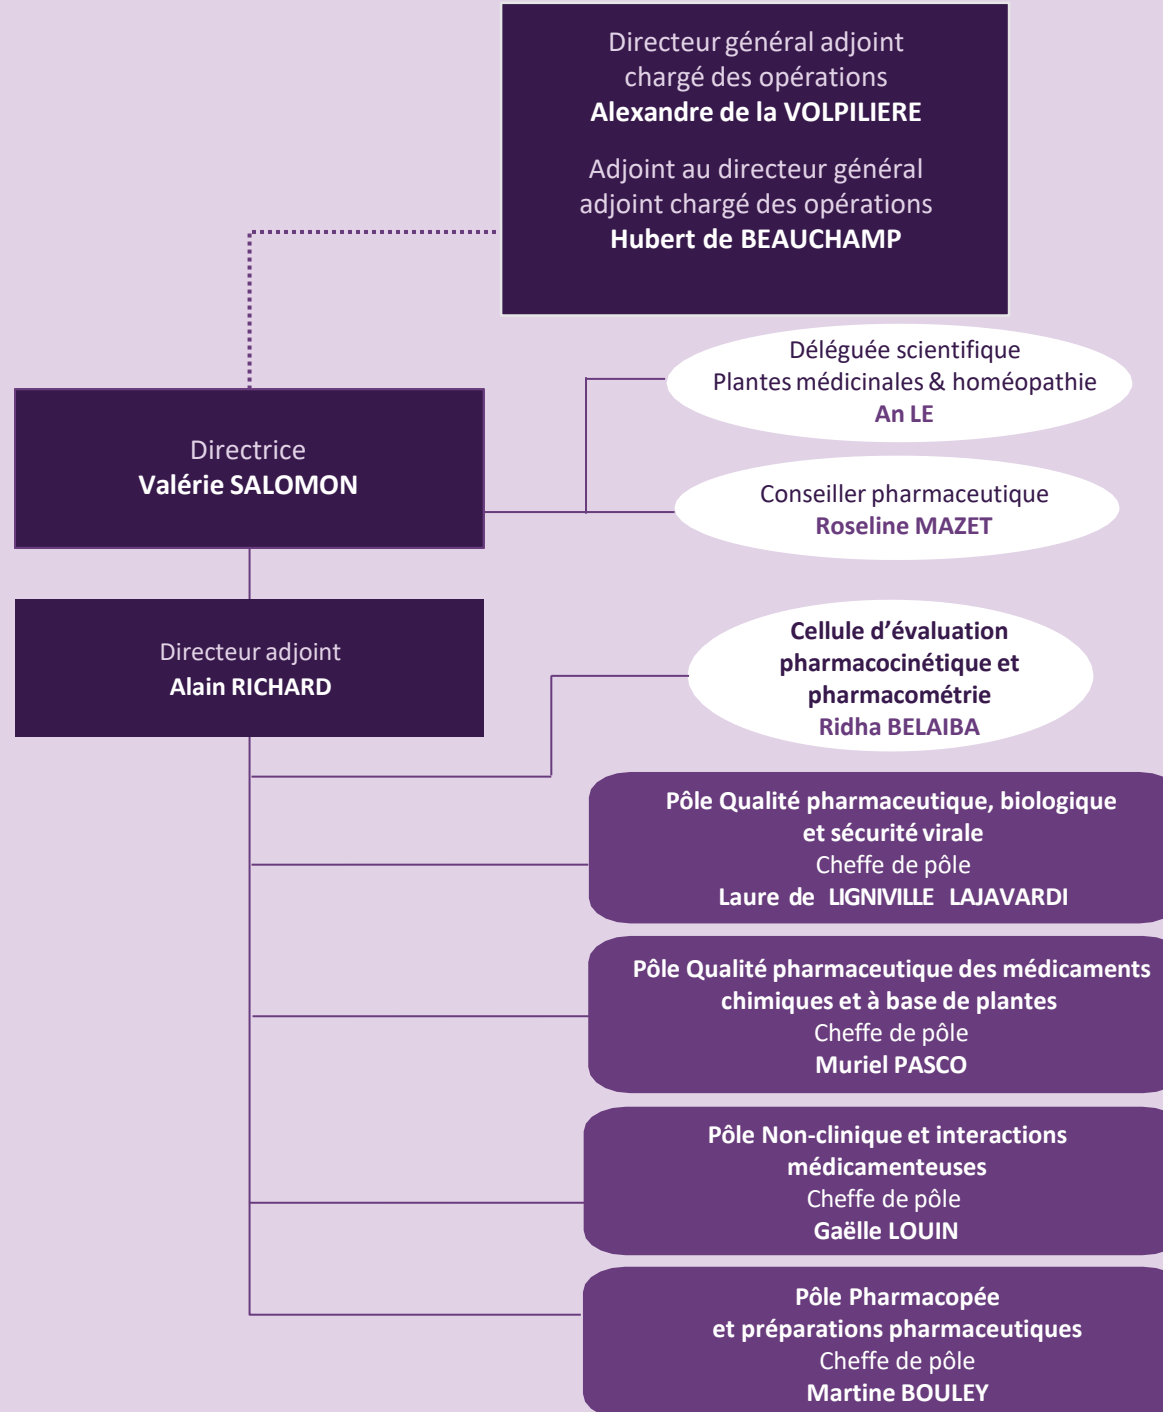 Directeur général adjoint
chargé des opérations
Alexandre de la VOLPILIERE
Adjoint au directeur général
adjoint chargé des opérations
Hubert de BEAUCHAMP
Déléguée scientifique
Plantes médicinales & homéopathie
An LE
Directrice
Valérie SALOMON
Conseiller pharmaceutique
Roseline MAZET
Directeur adjoint
Alain RICHARD
Cellule d’évaluation
pharmacocinétique et
pharmacométrie
Ridha BELAIBA
Pôle Qualité pharmaceutique, biologique
et sécurité virale
Cheffe de pôle
Laure de LIGNIVILLE LAJAVARDI
Pôle Qualité pharmaceutique des médicaments
chimiques et à base de plantes
Cheffe de pôle
Muriel PASCO
Pôle Non-clinique et interactions
médicamenteuses
Cheffe de pôle
Gaëlle LOUIN
Pôle Pharmacopée
et préparations pharmaceutiques
Cheffe de pôle
Martine BOULEY